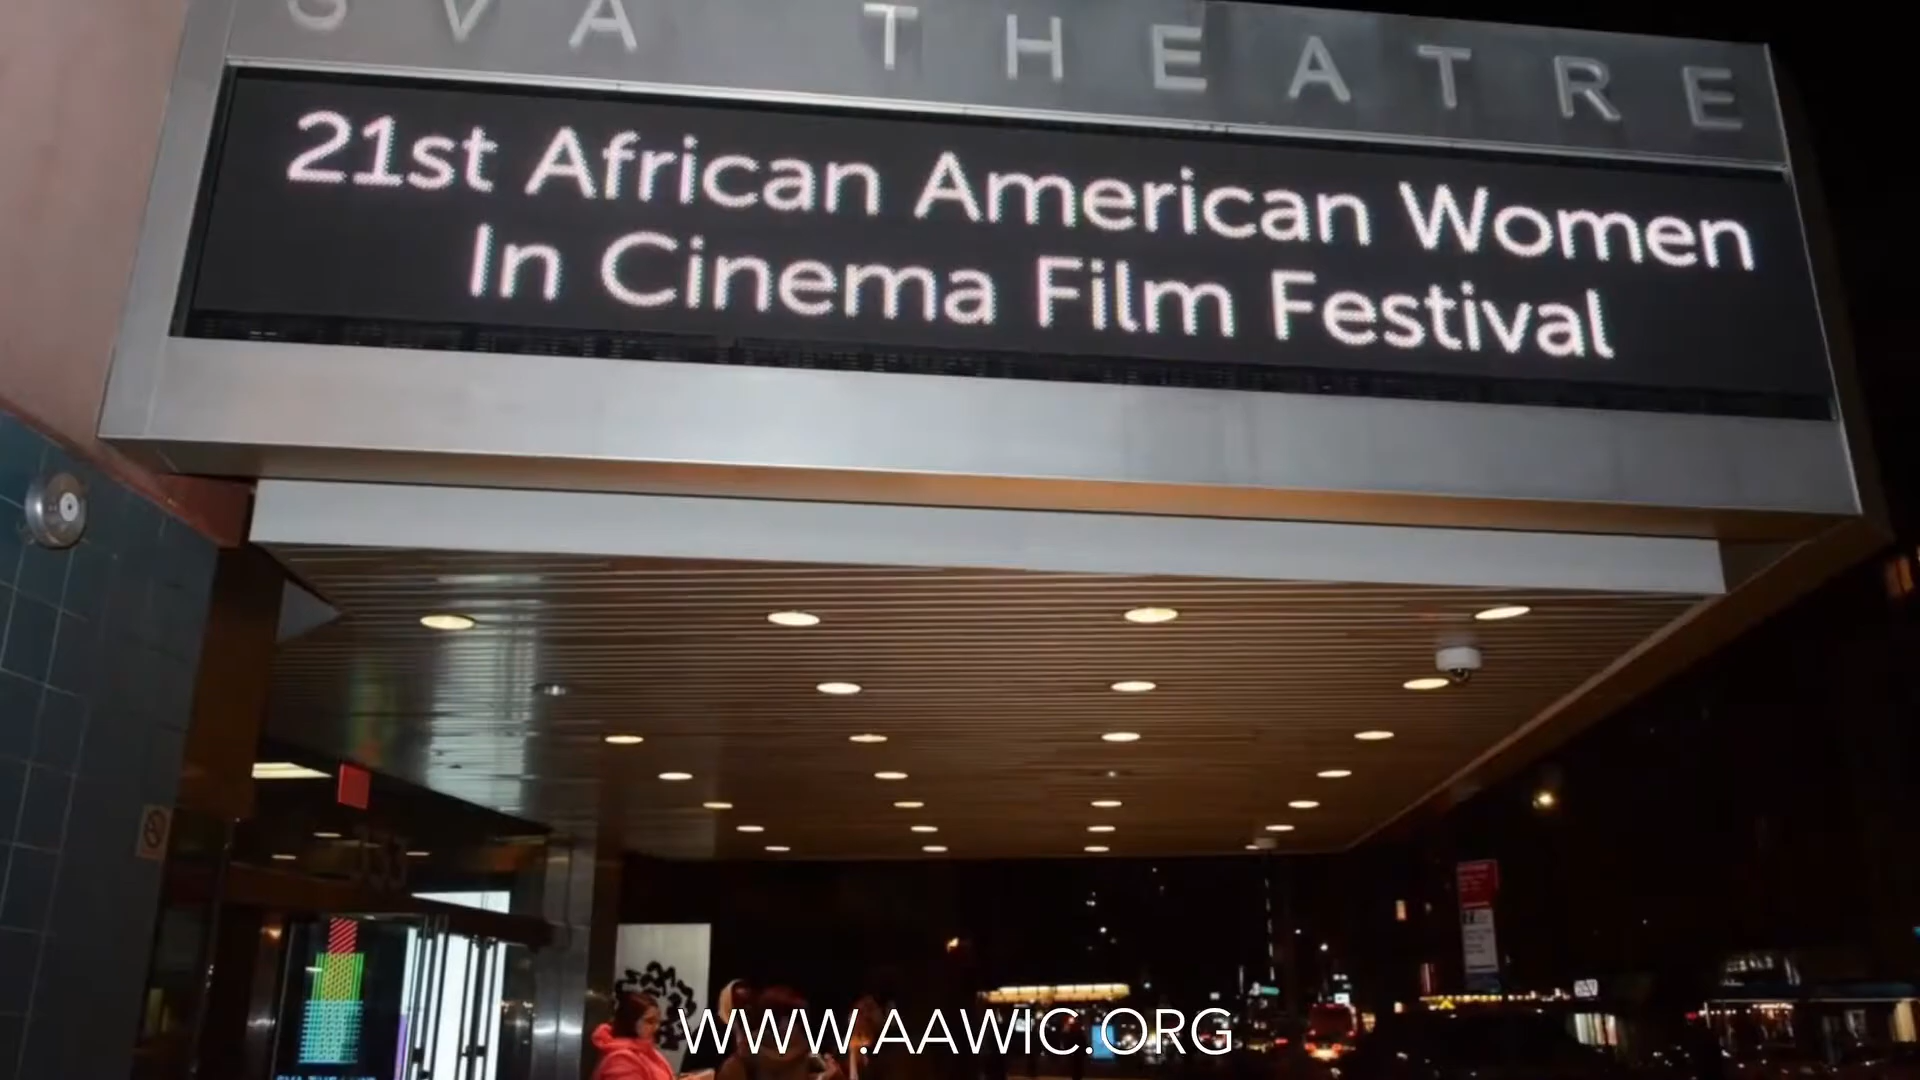 SVA THEATRE
21st African American Women
In Cinema Film Festival
WWW.AAWIC.ORG